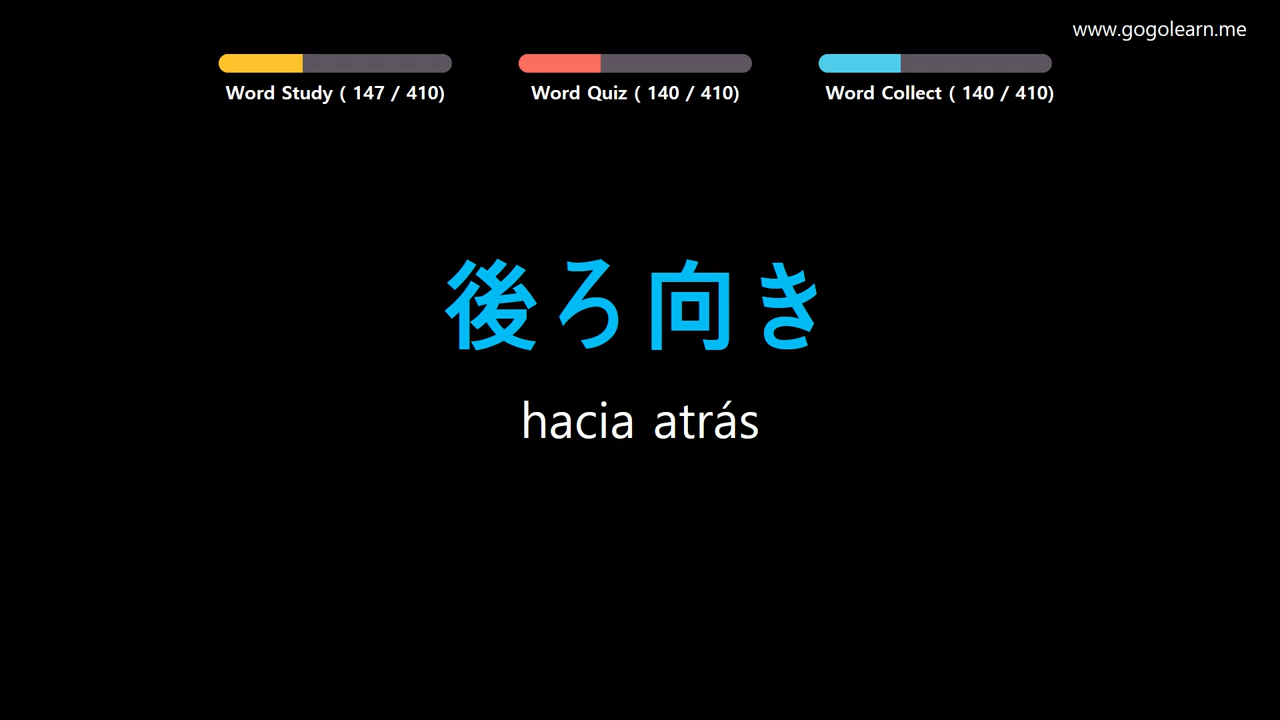 www.gogolearn.me
Word Study ( 147 / 410)
Word Quiz ( 140 / 410)
Word Collect ( 140 / 410)
後ろ向き
hacia atrás